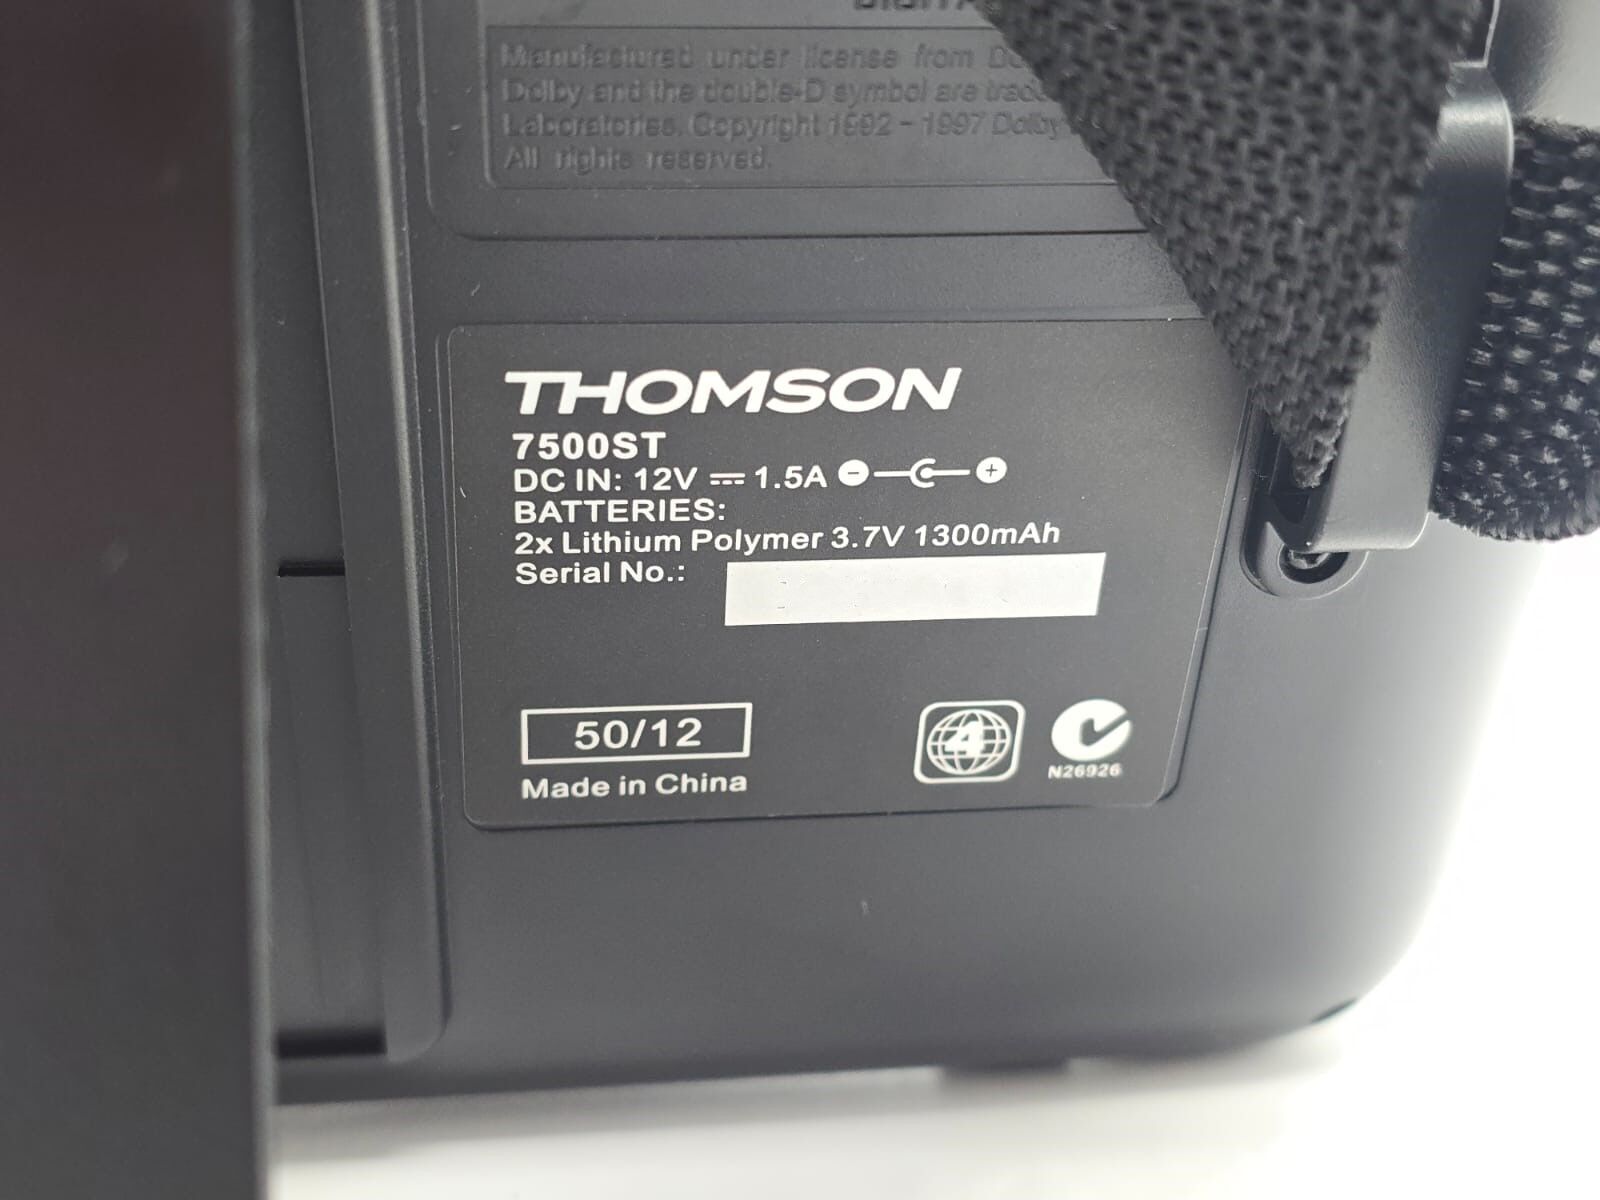 Manufactured under license from
Dolby and the double-D symbol are
Laboratories. Copyright 1992 - 1997 Dolby
All rights reserved.
THOMSON
7500ST
DC IN: 12V ⎓ 1.5A
BATTERIES:
2x Lithium Polymer 3.7V 1300mAh
Serial No.:
50/12
Made in China
4
N26926